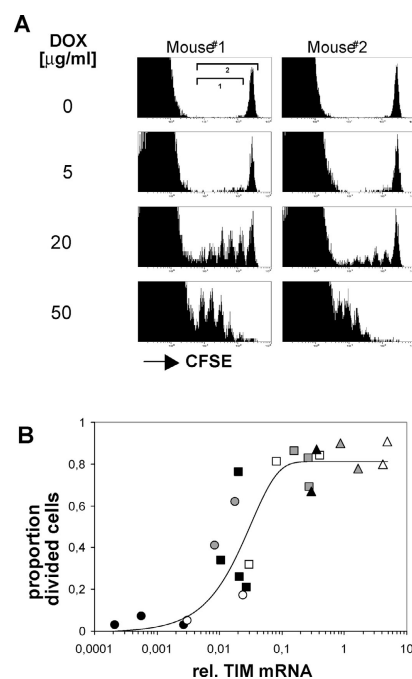 A
DOX
[µg/ml]
Mouse#1
Mouse#2
2
1
0
5
20
50
CFSE
B
proportion
divided cells
1
0.8
0.6
0.4
0,2
0
0,0001
0,001
0,01
0,1
1
10
rel. TIM mRNA